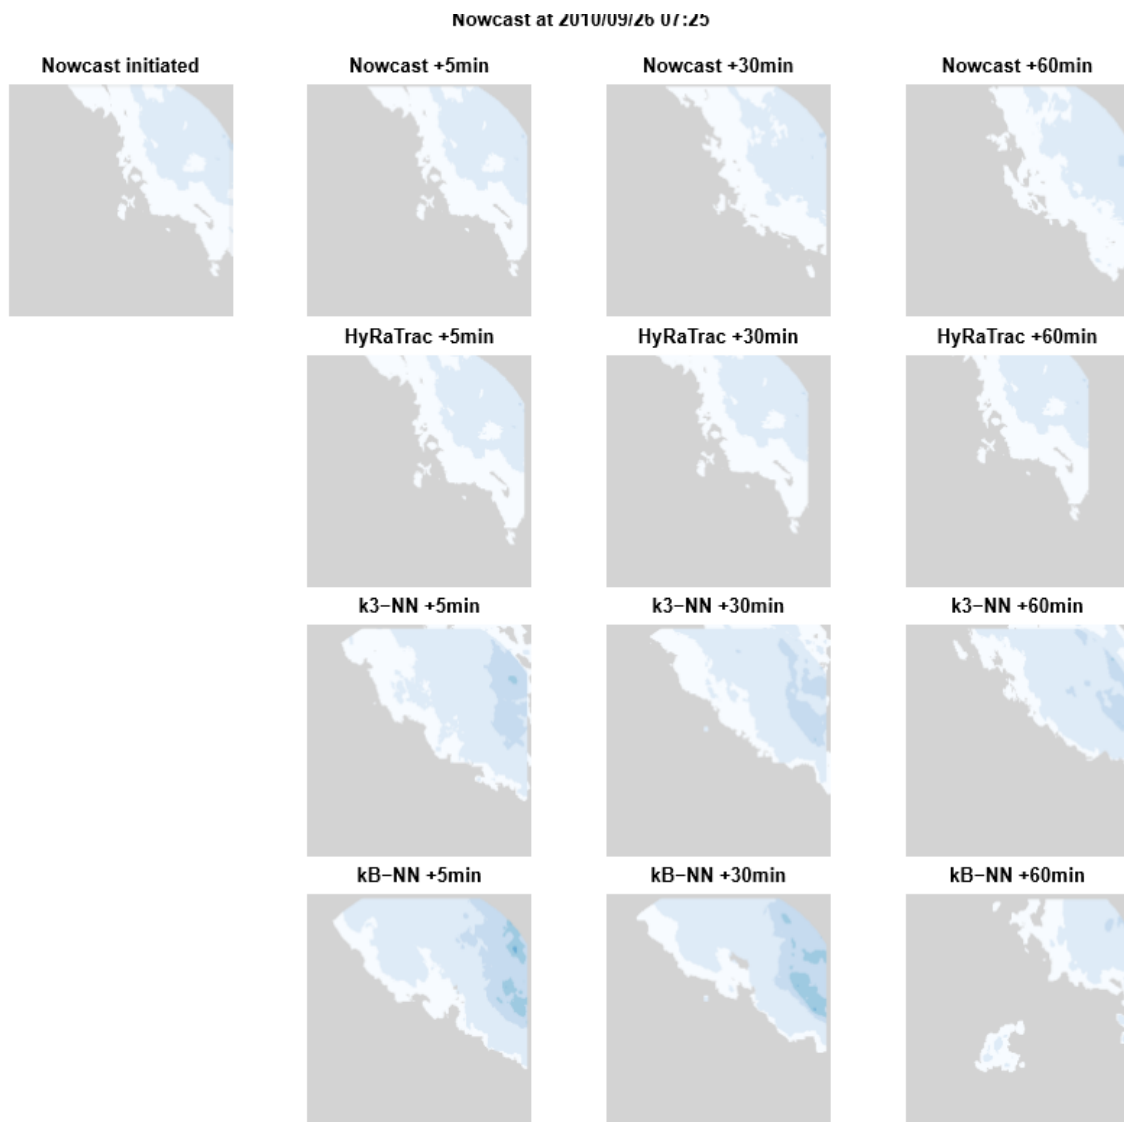 Nowcast at 2010/09/26 07:25
Nowcast initiated Nowcast +5min Nowcast +30min Nowcast +60min
HyRaTrac +5min HyRaTrac +30min HyRaTrac +60min
k3−NN +5min k3−NN +30min k3−NN +60min
kB−NN +5min kB−NN +30min kB−NN +60min